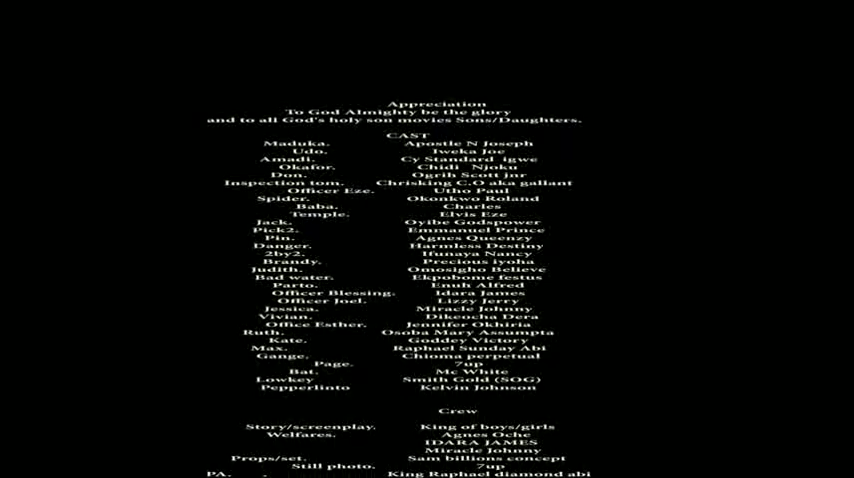 Appreciation
To God Almighty be the glory
and to all God's holy son movies Sons/Daughters.
CAST
Maduka. Apostle N Joseph
Udo. Iweka Joe
Amadi. Cy Standard igwe
Okafor. Chidi Njoku
Don. Ogrih Scott jnr
Inspection tom. Chrisking C.O aka gallant
Officer Eze. Utho Paul
Spider. Okonkwo Roland
Baba. Charles
Temple. Elvis Eze
Jack. Oyibe Godspower
Pick2. Emmanuel Prince
Pin. Agnes Queenzy
Danger. Harmless Destiny
2by2. Ifunaya Nancy
Brandy. Precious iyoha
Judith. Omosigho Believe
Bad water. Ekpobome festus
Parto. Enuh Alfred
Officer Blessing. Idara James
Officer Joel. Lizzy Jerry
Jessica. Miracle Johnny
Vivian. Dikeocha Dera
Office Esther. Jennifer Okhiria
Ruth. Osoba Mary Assumpta
Kate. Goddey Victory
Max. Raphael Sunday Abi
Gange. Chioma perpetual
Page. 7up
Bat. Mc White
Lowkey Smith Gold (SOG)
Pepperlinto Kelvin Johnson
Crew
Story/screenplay. King of boys/girls
Welfares. Agnes Oche
IDARA JAMES
Miracle Johnny
Props/set. Sam billions concept
Still photo. 7up
PA. . King Raphael diamond abi